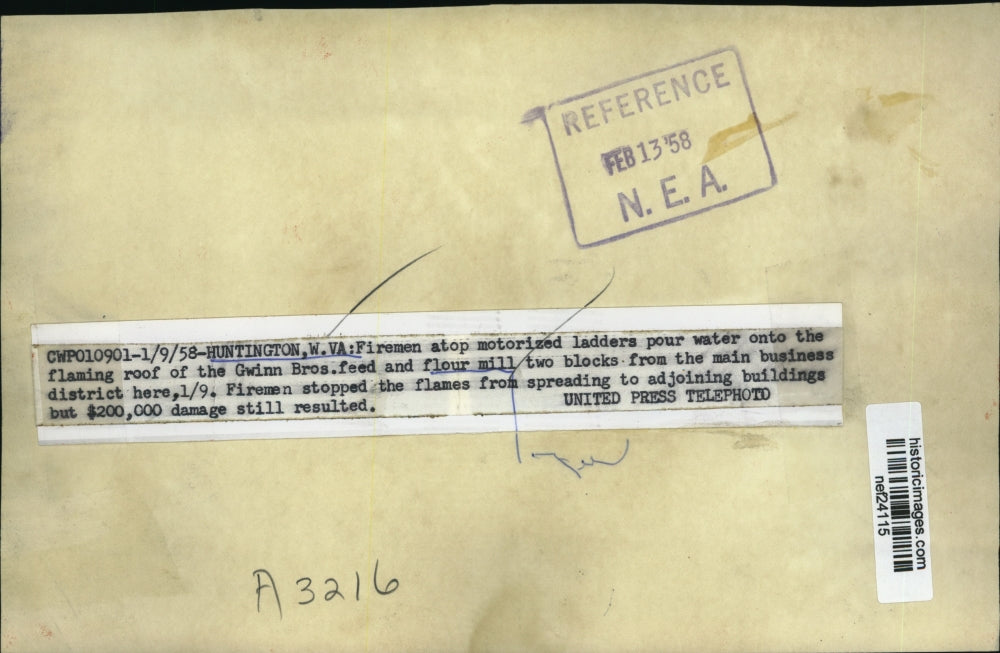 REFERENCE
FEB 13 '58
N. E. A.
CWPO10901-1/9/58-HUNTINGTON,W.VA:Firemen atop motorized ladders pour water onto the
flaming roof of the Gwinn Bros.feed and flour mill two blocks from the main business
district here,1/9. Firemen stopped the flames from spreading to adjoining buildings
but $200,000 damage still resulted. UNITED PRESS TELEPHOTO
historicimages.com
nef24115
A 3216